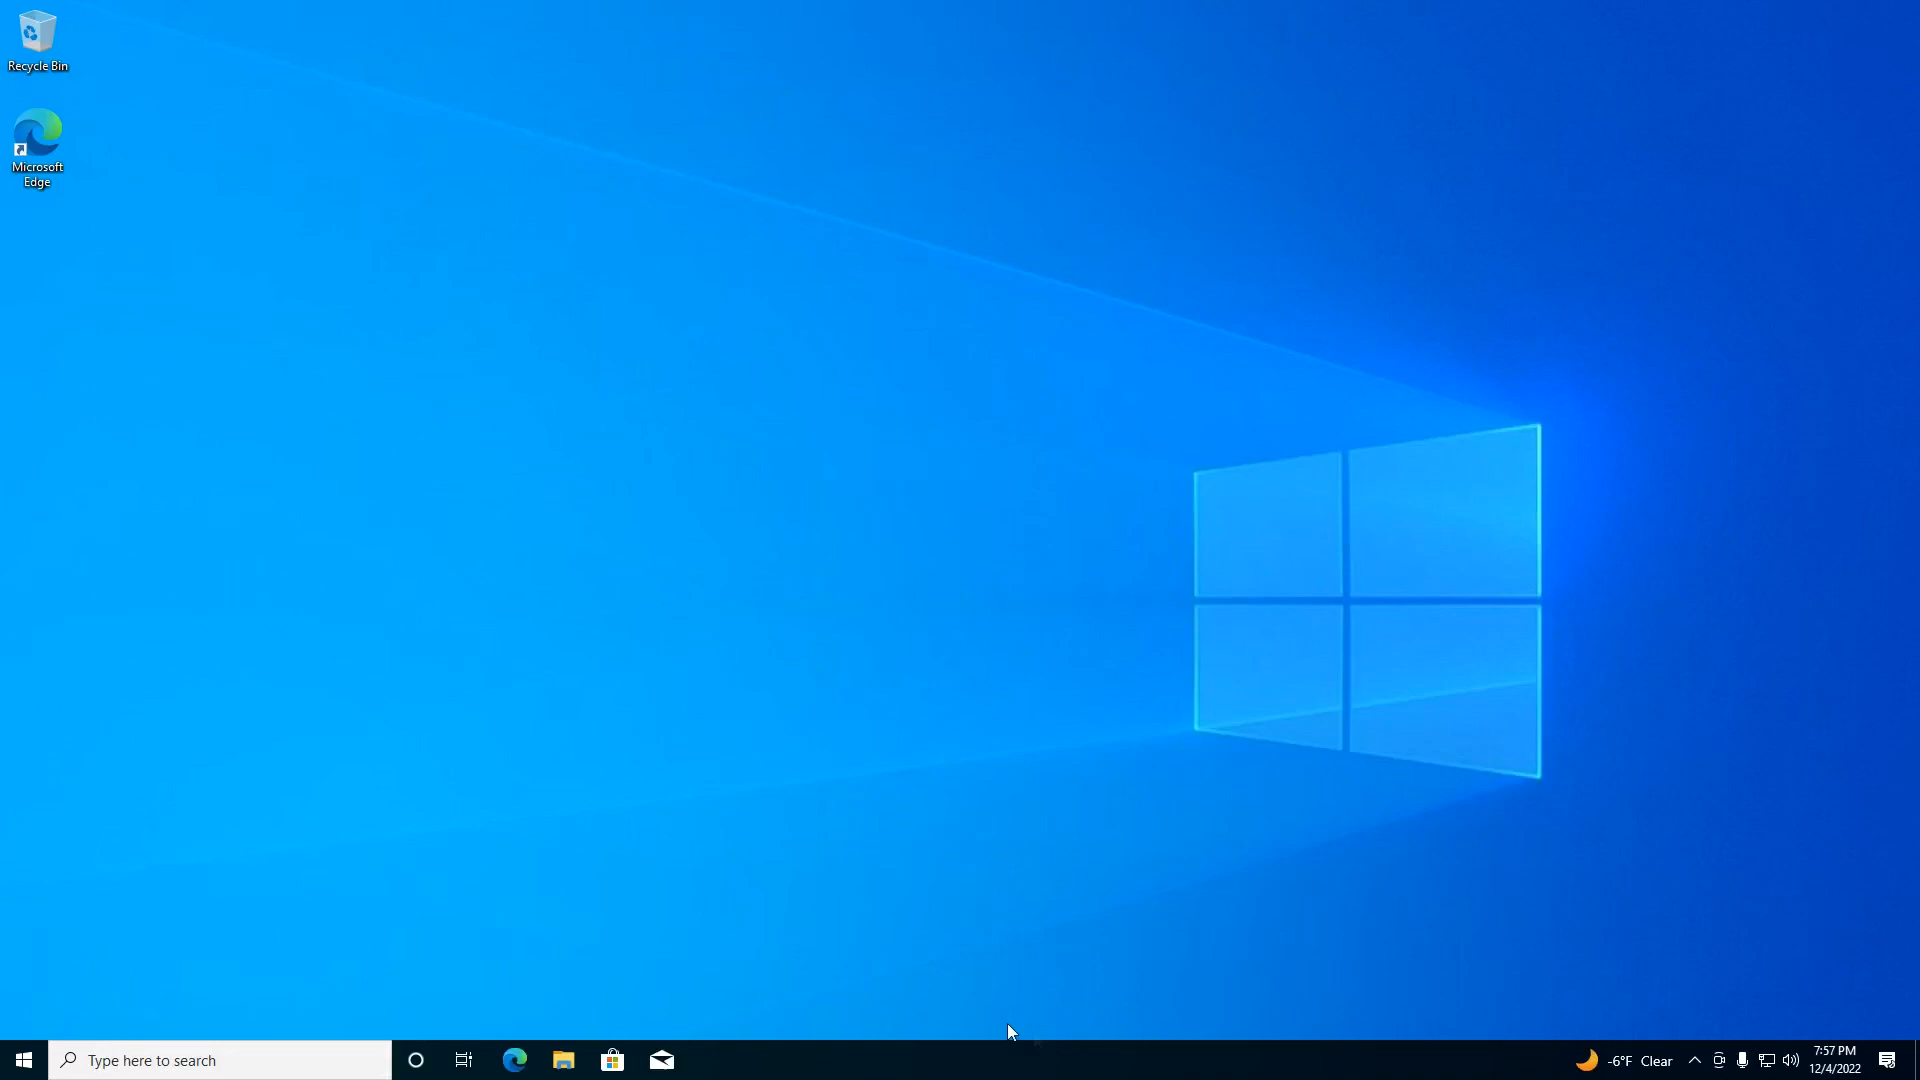 Recycle Bin
Microsoft
Edge
Type here to search
-6°F Clear
7:57 PM
12/4/2022